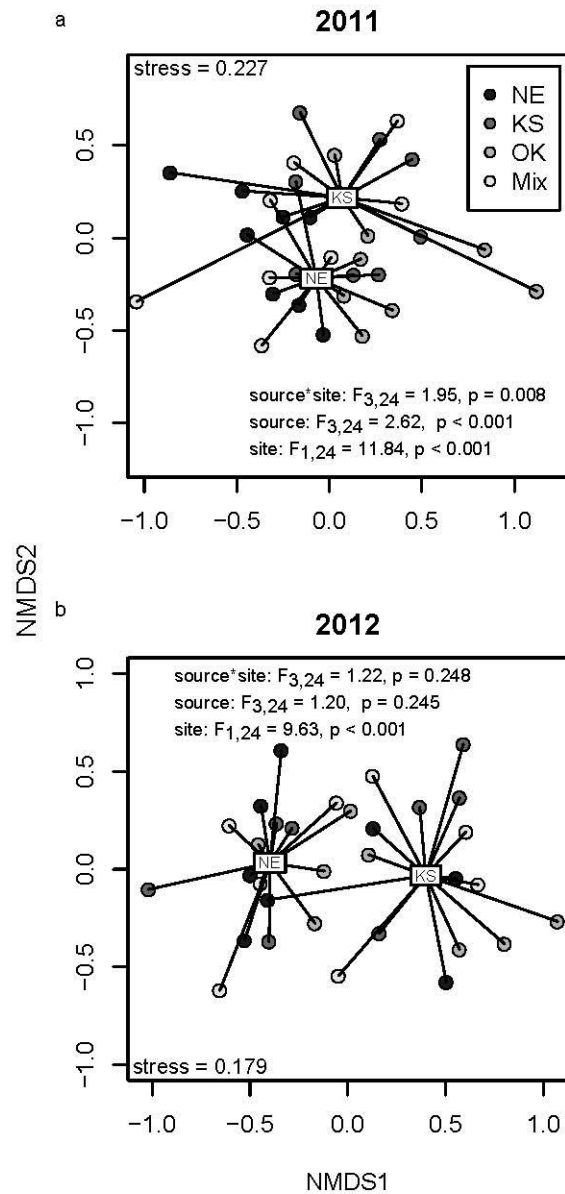 a
2011
stress = 0.227
NE
KS
OK
Mix
KS
NE
source*site: F3,24 = 1.95, p = 0.008
source: F3,24 = 2.62, p < 0.001
site: F1,24 = 11.84, p < 0.001
0.5
0.0
−0.5
−1.0
−1.0 −0.5 0.0 0.5 1.0
NMDS2
b
2012
source*site: F3,24 = 1.22, p = 0.248
source: F3,24 = 1.20, p = 0.245
site: F1,24 = 9.63, p < 0.001
NE
KS
stress = 0.179
1.0
0.5
0.0
−0.5
−1.0
−1.0 −0.5 0.0 0.5 1.0
NMDS1